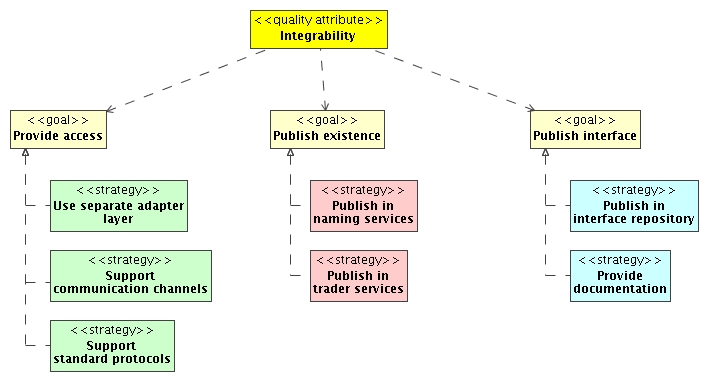 <<quality attribute>>
Integrability
<<goal>>
Provide access
<<goal>>
Publish existence
<<goal>>
Publish interface
<<strategy>>
Use separate adapter
layer
<<strategy>>
Support
communication channels
<<strategy>>
Support
standard protocols
<<strategy>>
Publish in
naming services
<<strategy>>
Publish in
trader services
<<strategy>>
Publish in
interface repository
<<strategy>>
Provide
documentation